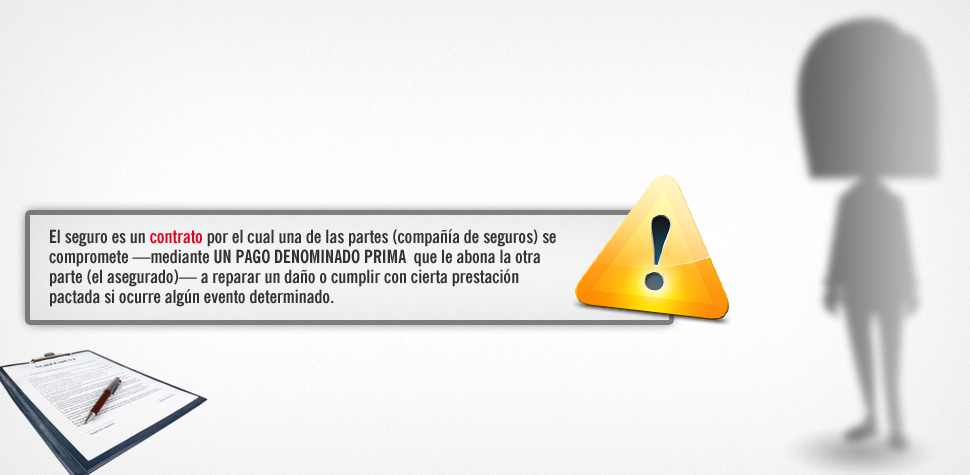 El seguro es un contrato por el cual una de las partes (compañía de seguros) se
compromete —mediante UN PAGO DENOMINADO PRIMA que le abona la otra
parte (el asegurado)— a reparar un daño o cumplir con cierta prestación
pactada si ocurre algún evento determinado.
AGREEMENT